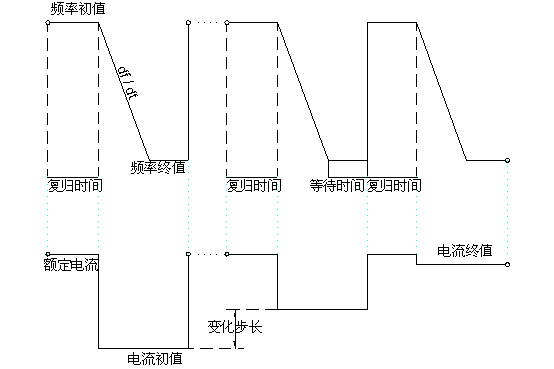 频率初值
df / dt
频率终值
复归时间
复归时间
等待时间
复归时间
额定电流
电流终值
变化步长
电流初值